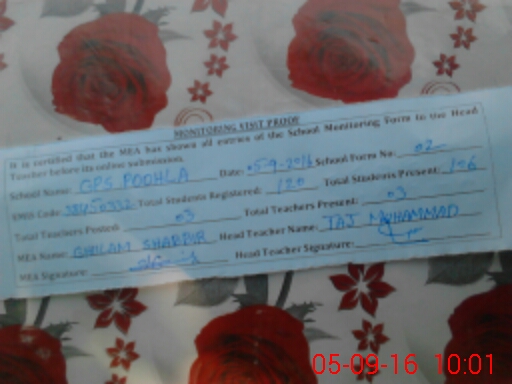 MONITORING VISIT PROOF
It is certified that the MEA has shown all entries of the School Monitoring Form to the Head
Teacher before its online submission.
School Name: GPS POOHLA Date: 05-9-2016 School Form No: 02
EMIS Code: Total Students Registered: 120 Total Students Present: 106
Total Teachers Posted: 03 Total Teachers Present: 03
MEA Name: GHULAM SHABBIR Head Teacher Name: TAJ MUHAMMAD
MEA Signature: Head Teacher Signature:
05-09-16 10:01